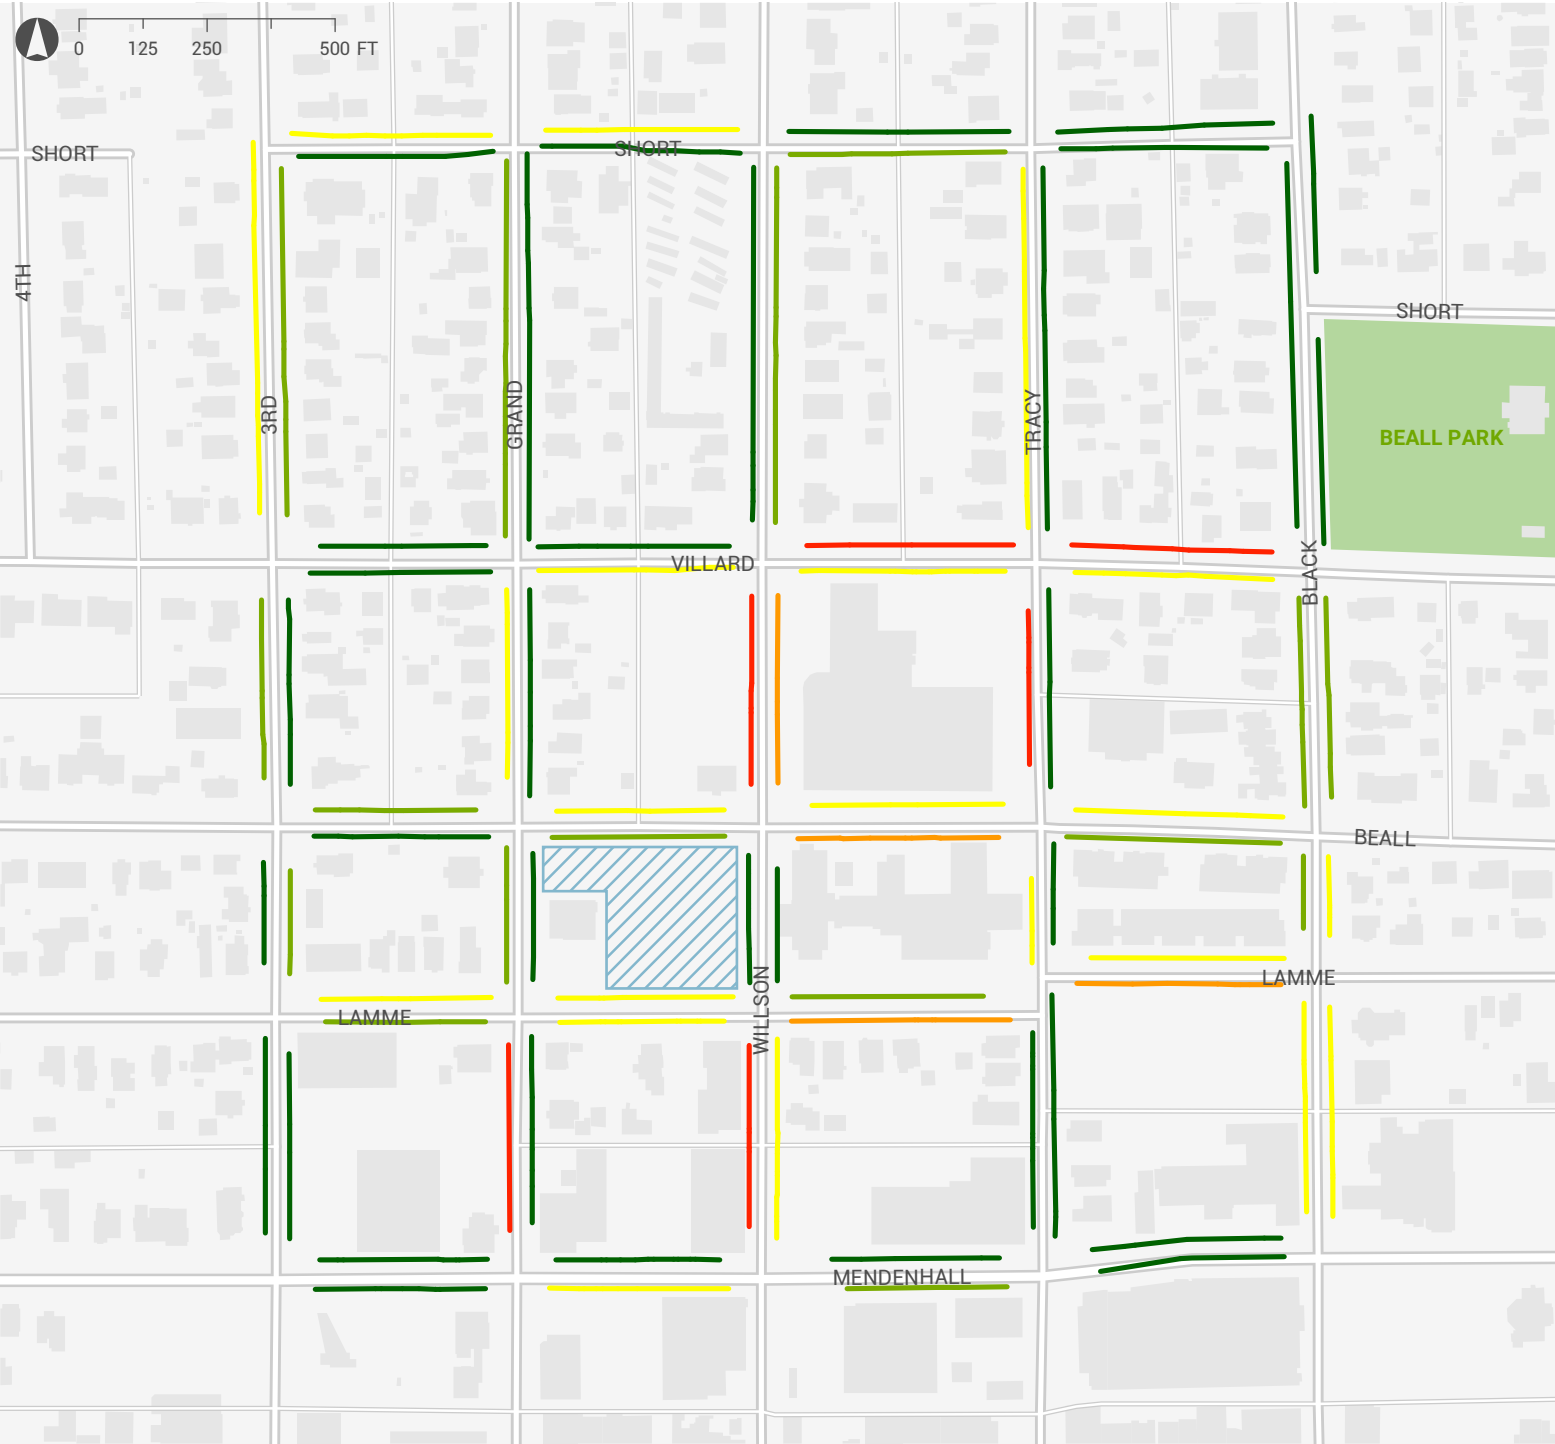 0 125 250 500 FT
SHORT
SHORT
4TH
SHORT
3RD
GRAND
TRACY
BEALL PARK
VILLARD
BLACK
BEALL
LAMME
WILLSON
LAMME
MENDENHALL